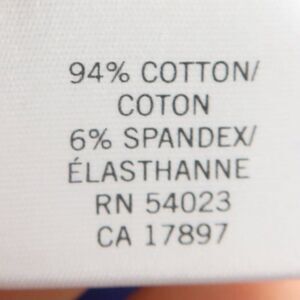 94% COTTON/
COTON
6% SPANDEX/
ÉLASTHANNE
RN 54023
CA 17897